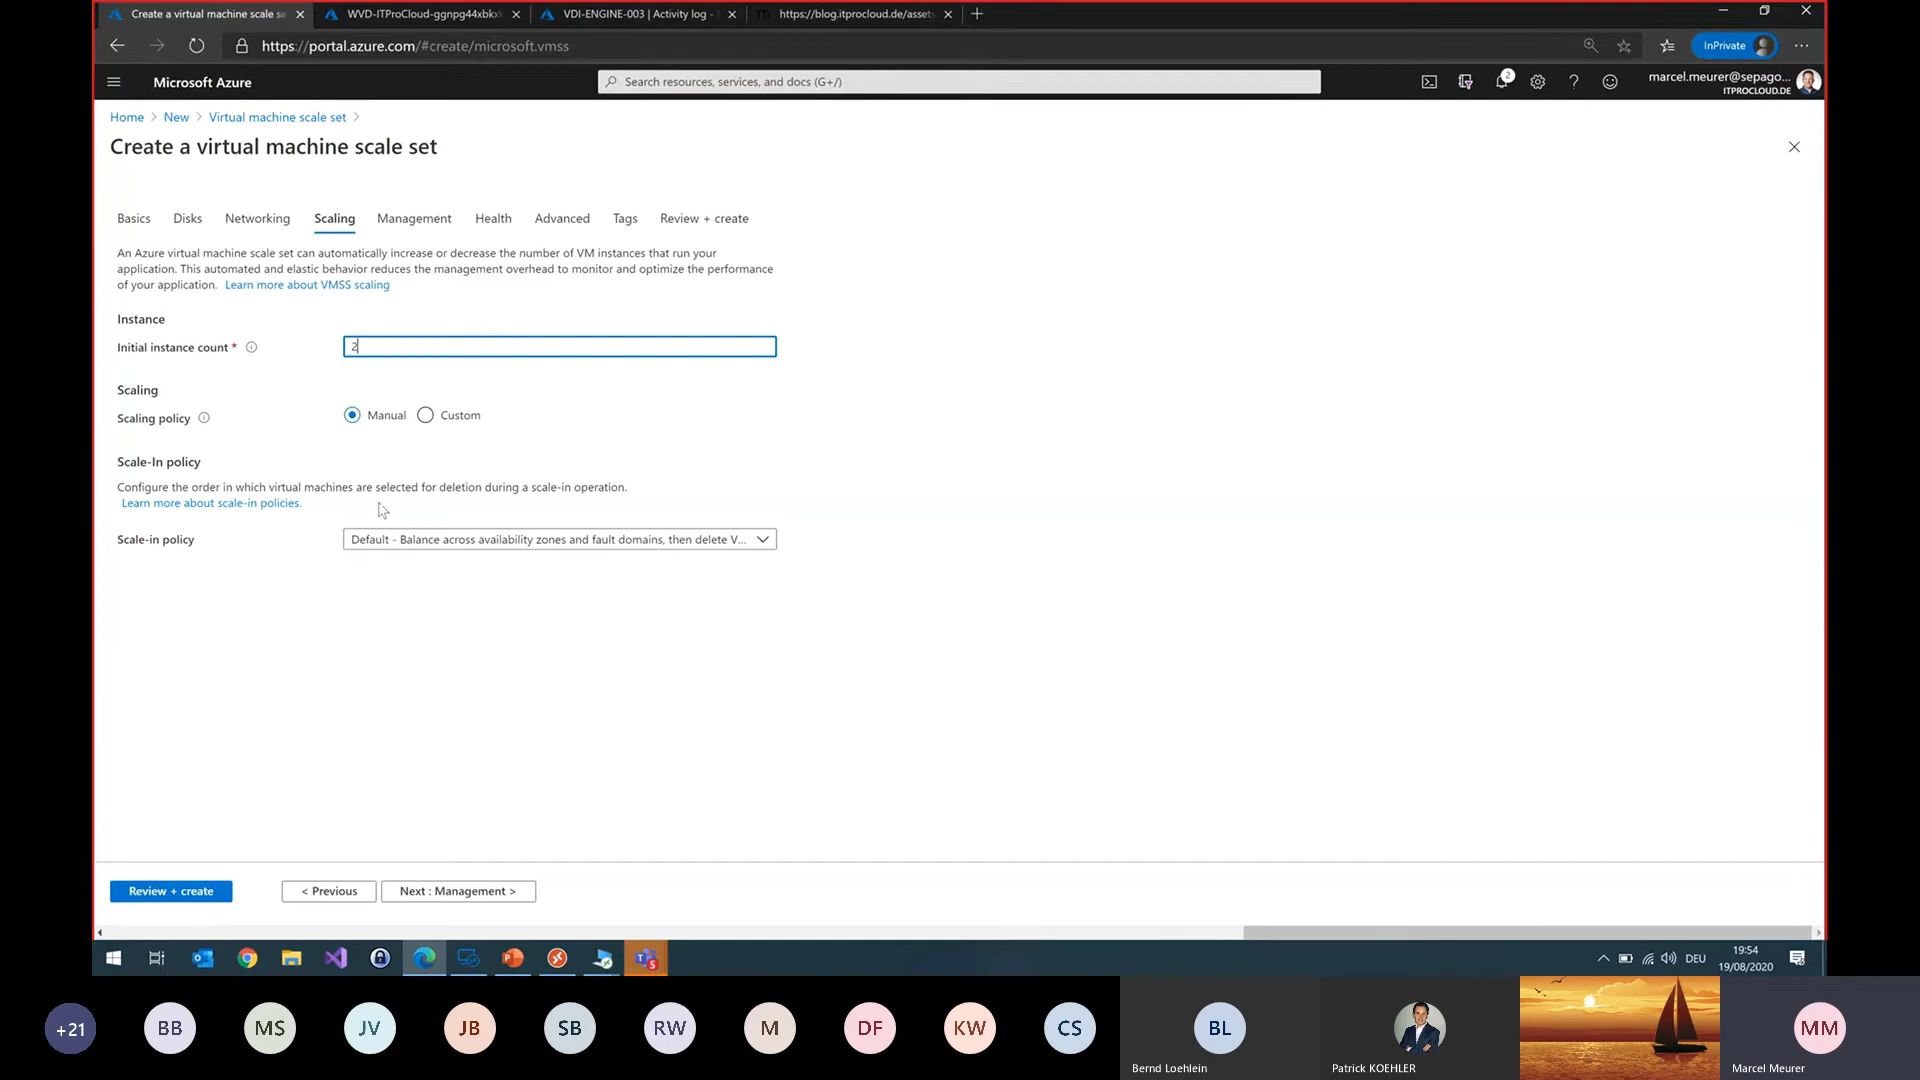 Create a virtual machine scale se
WVD-ITProCloud-ggnpg44xbkx
VDI-ENGINE-003 | Activity log -
https://blog.itprocloud.de/asset
https://portal.azure.com/#create/microsoft.vmss
InPrivate
Microsoft Azure
Search resources, services, and docs (G+/)
2
marcel.meurer@sepago...
ITPROCLOUD.DE
Home > New > Virtual machine scale set >
Create a virtual machine scale set
Basics
Disks
Networking
Scaling
Management
Health
Advanced
Tags
Review + create
An Azure virtual machine scale set can automatically increase or decrease the number of VM instances that run your
application. This automated and elastic behavior reduces the management overhead to monitor and optimize the performance
of your application. Learn more about VMSS scaling
Instance
Initial instance count *
2
Scaling
Scaling policy
Manual
Custom
Scale-In policy
Configure the order in which virtual machines are selected for deletion during a scale-in operation.
Learn more about scale-in policies.
Scale-in policy
Default - Balance across availability zones and fault domains, then delete V...
Review + create
< Previous
Next : Management >
DEU
19:54
19/08/2020
+21
BB
MS
JV
JB
SB
RW
M
DF
KW
CS
BL
Bernd Loehlein
Patrick KOEHLER
MM
Marcel Meurer